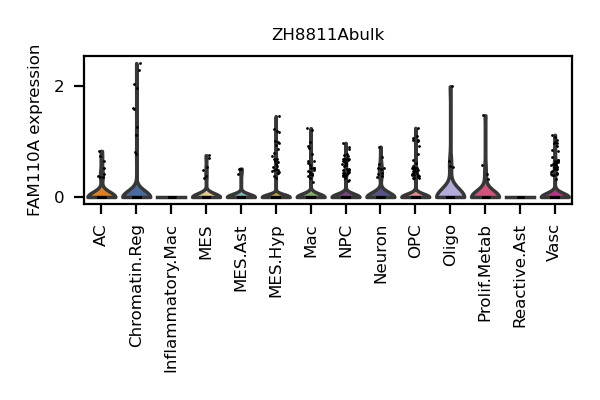 ZH8811Abulk
FAM110A expression
2
0
AC
Chromatin.Reg
Inflammatory.Mac
MES
MES.Ast
MES.Hyp
Mac
NPC
Neuron
OPC
Oligo
Prolif.Metab
Reactive.Ast
Vasc